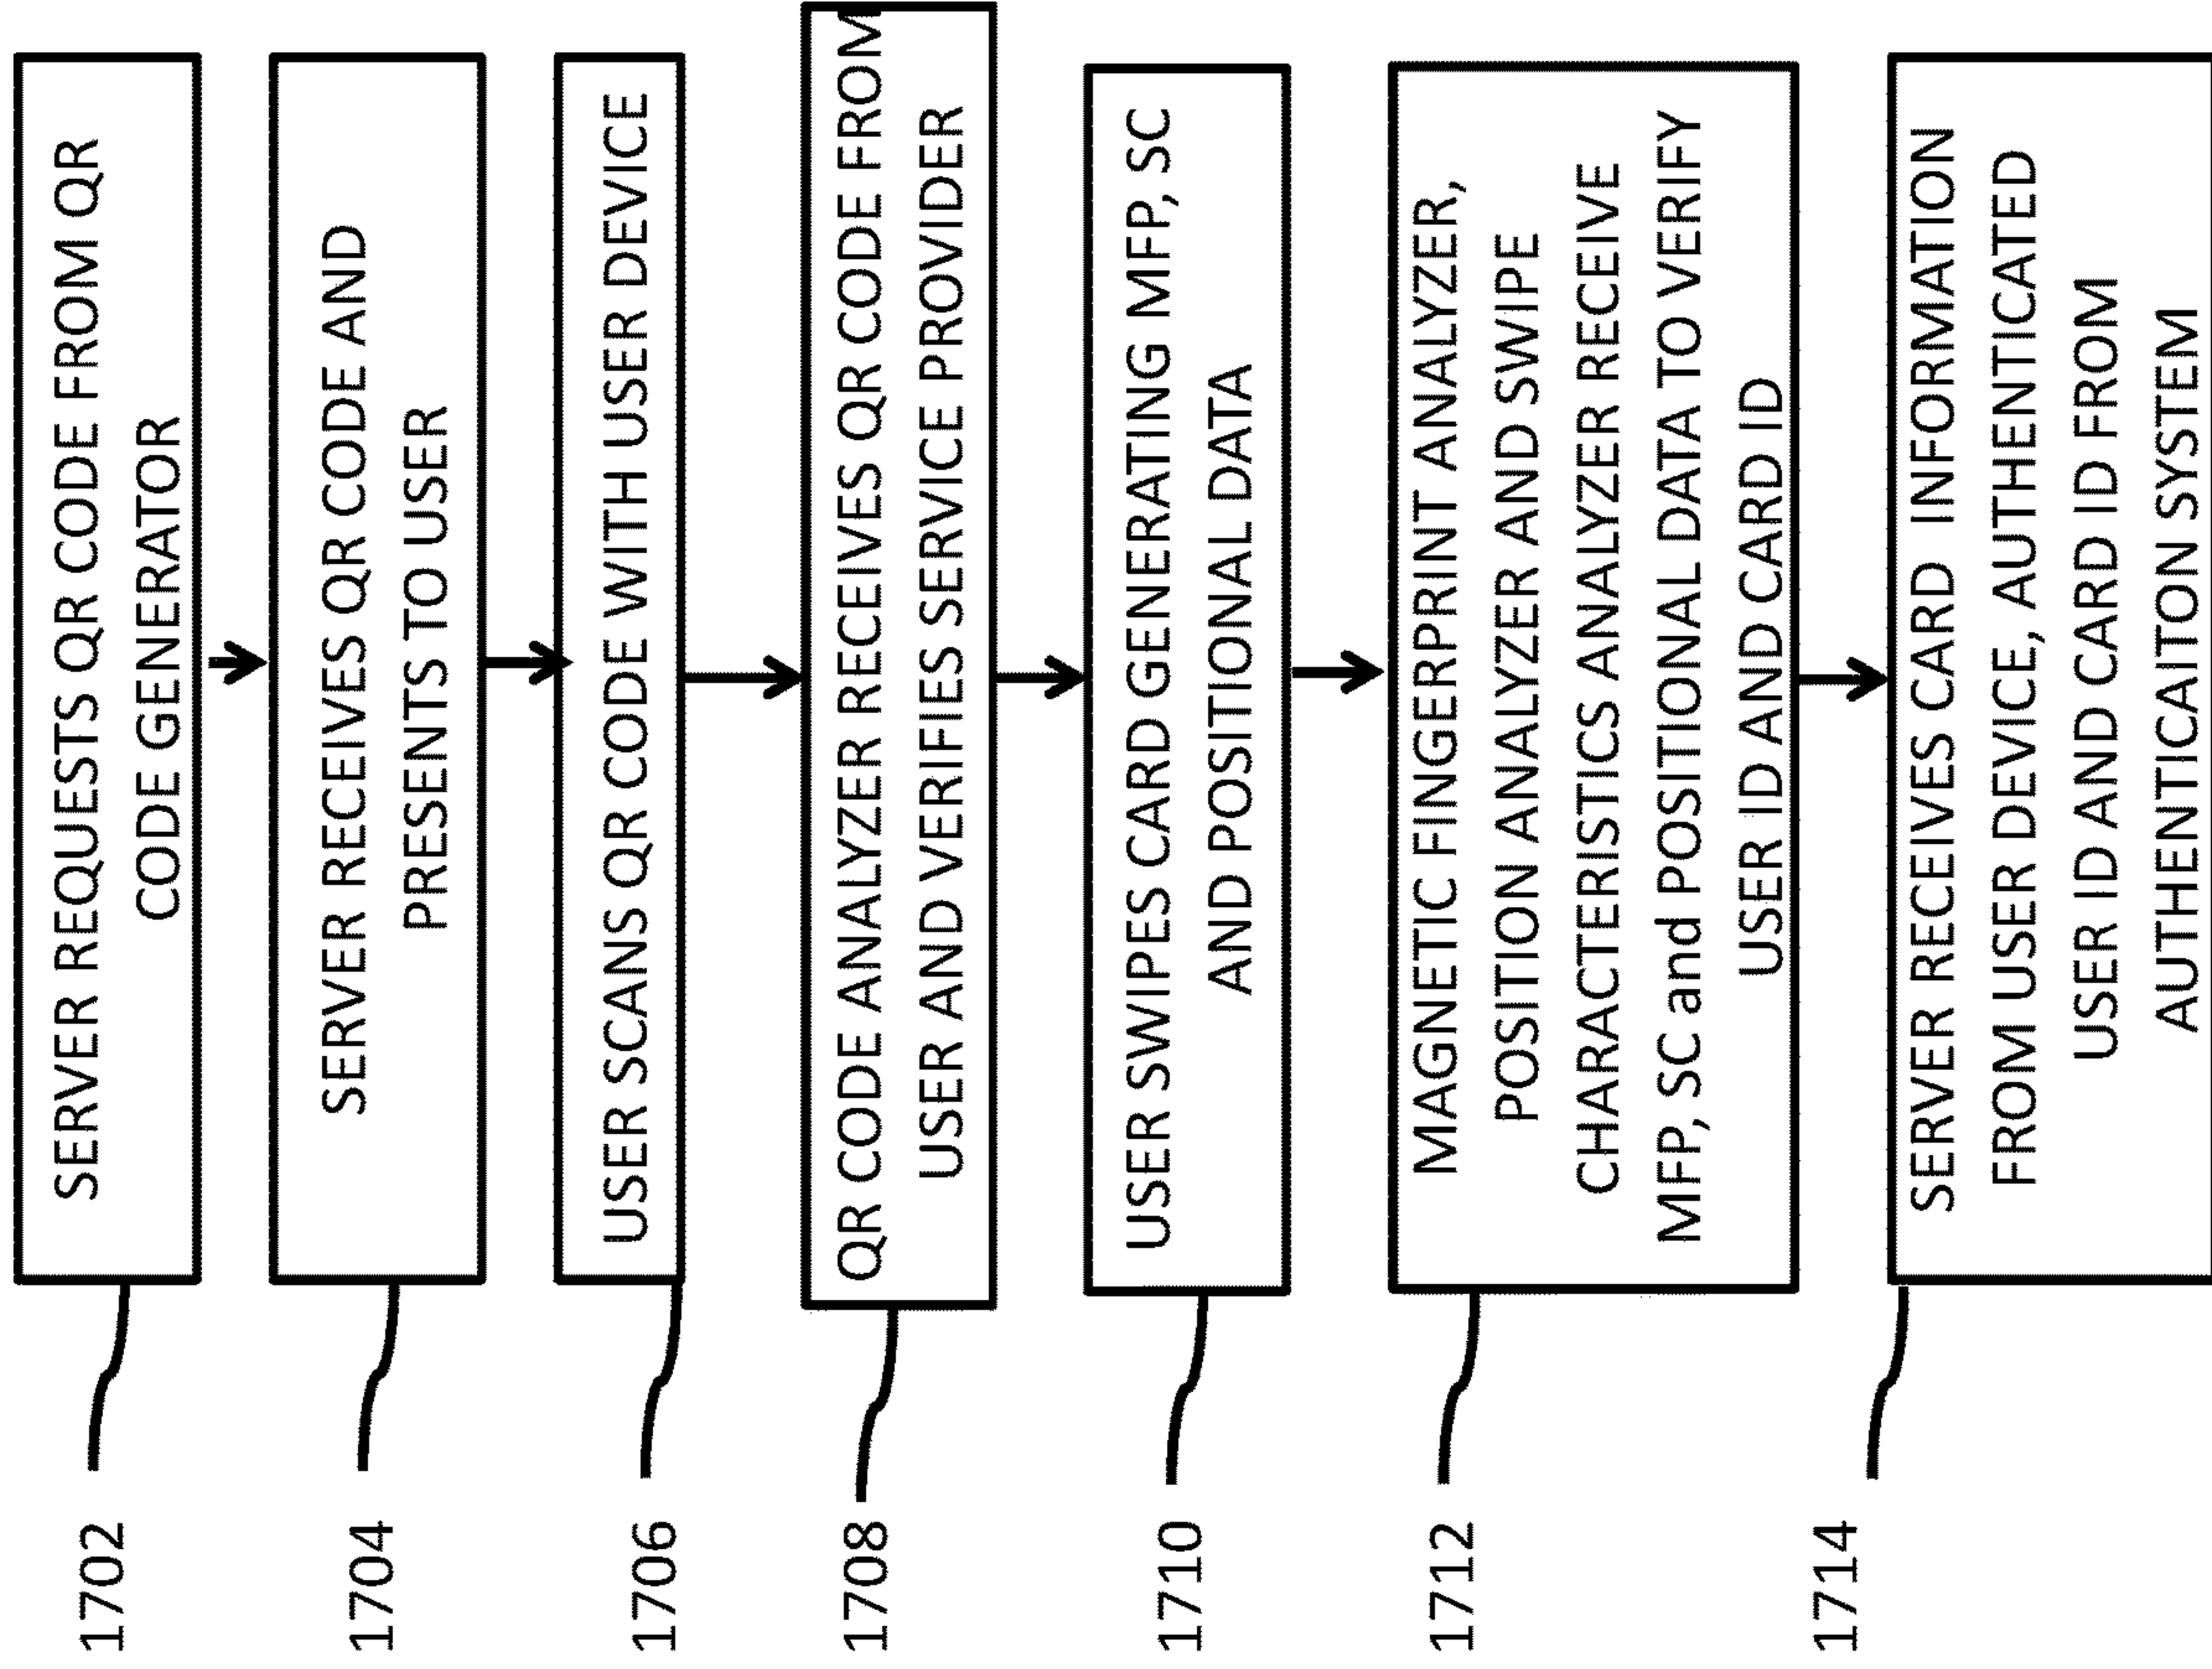 1702
SERVER REQUESTS QR CODE FROM QR
CODE GENERATOR
1704
SERVER RECEIVES QR CODE AND
PRESENTS TO USER
1706
USER SCANS QR CODE WITH USER DEVICE
1708
QR CODE ANALYZER RECEIVES QR CODE FROM
USER AND VERIFIES SERVICE PROVIDER
1710
USER SWIPES CARD GENERATING MFP, SC
AND POSITIONAL DATA
1712
MAGNETIC FINGERPRINT ANALYZER,
POSITION ANALYZER AND SWIPE
CHARACTERISTICS ANALYZER RECEIVE
MFP, SC and POSITIONAL DATA TO VERIFY
USER ID AND CARD ID
1714
SERVER RECEIVES CARD INFORMATION
FROM USER DEVICE, AUTHENTICATED
USER ID AND CARD ID FROM
AUTHENTICAITON SYSTEM